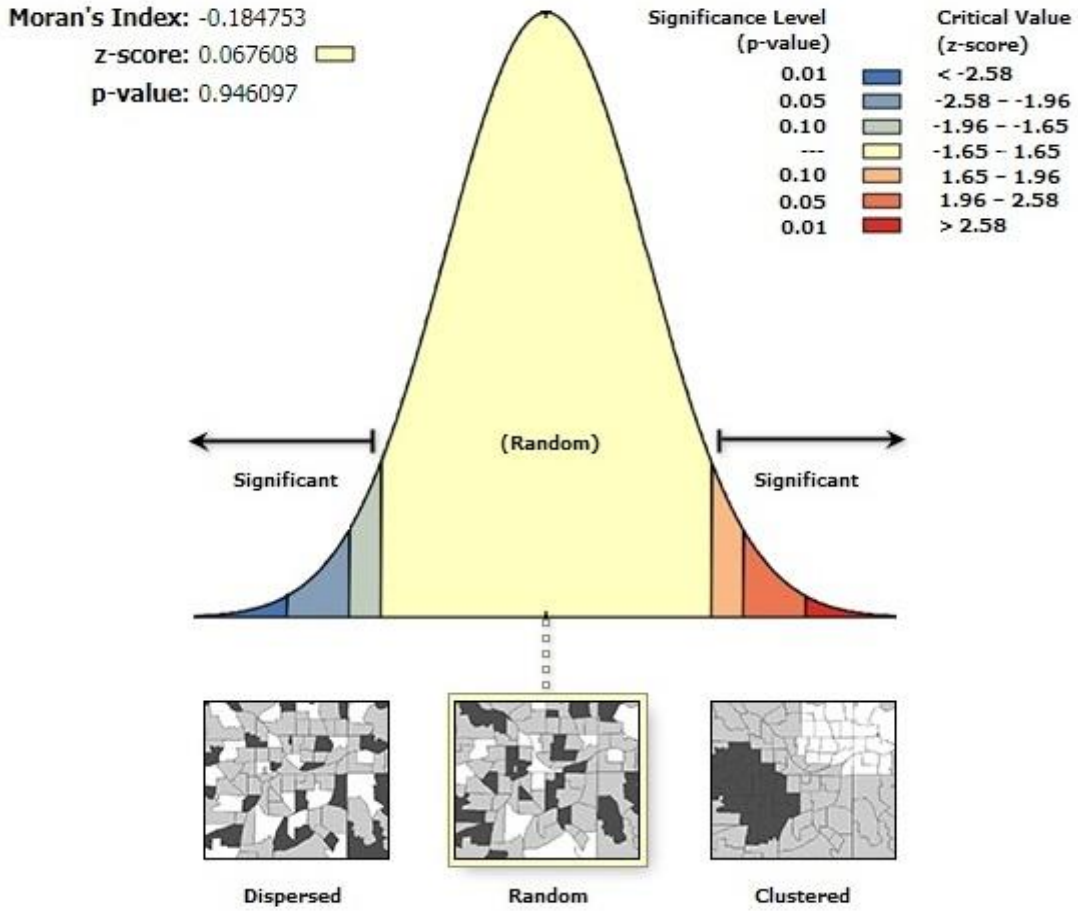 Moran's Index: -0.184753
z-score: 0.067608
p-value: 0.946097
Significance Level
(p-value)
Critical Value
(z-score)
0.01 < -2.58
0.05 -2.58 – -1.96
0.10 -1.96 – -1.65
--- -1.65 – 1.65
0.10 1.65 – 1.96
0.05 1.96 – 2.58
0.01 > 2.58
(Random)
Significant Significant
Dispersed Random Clustered